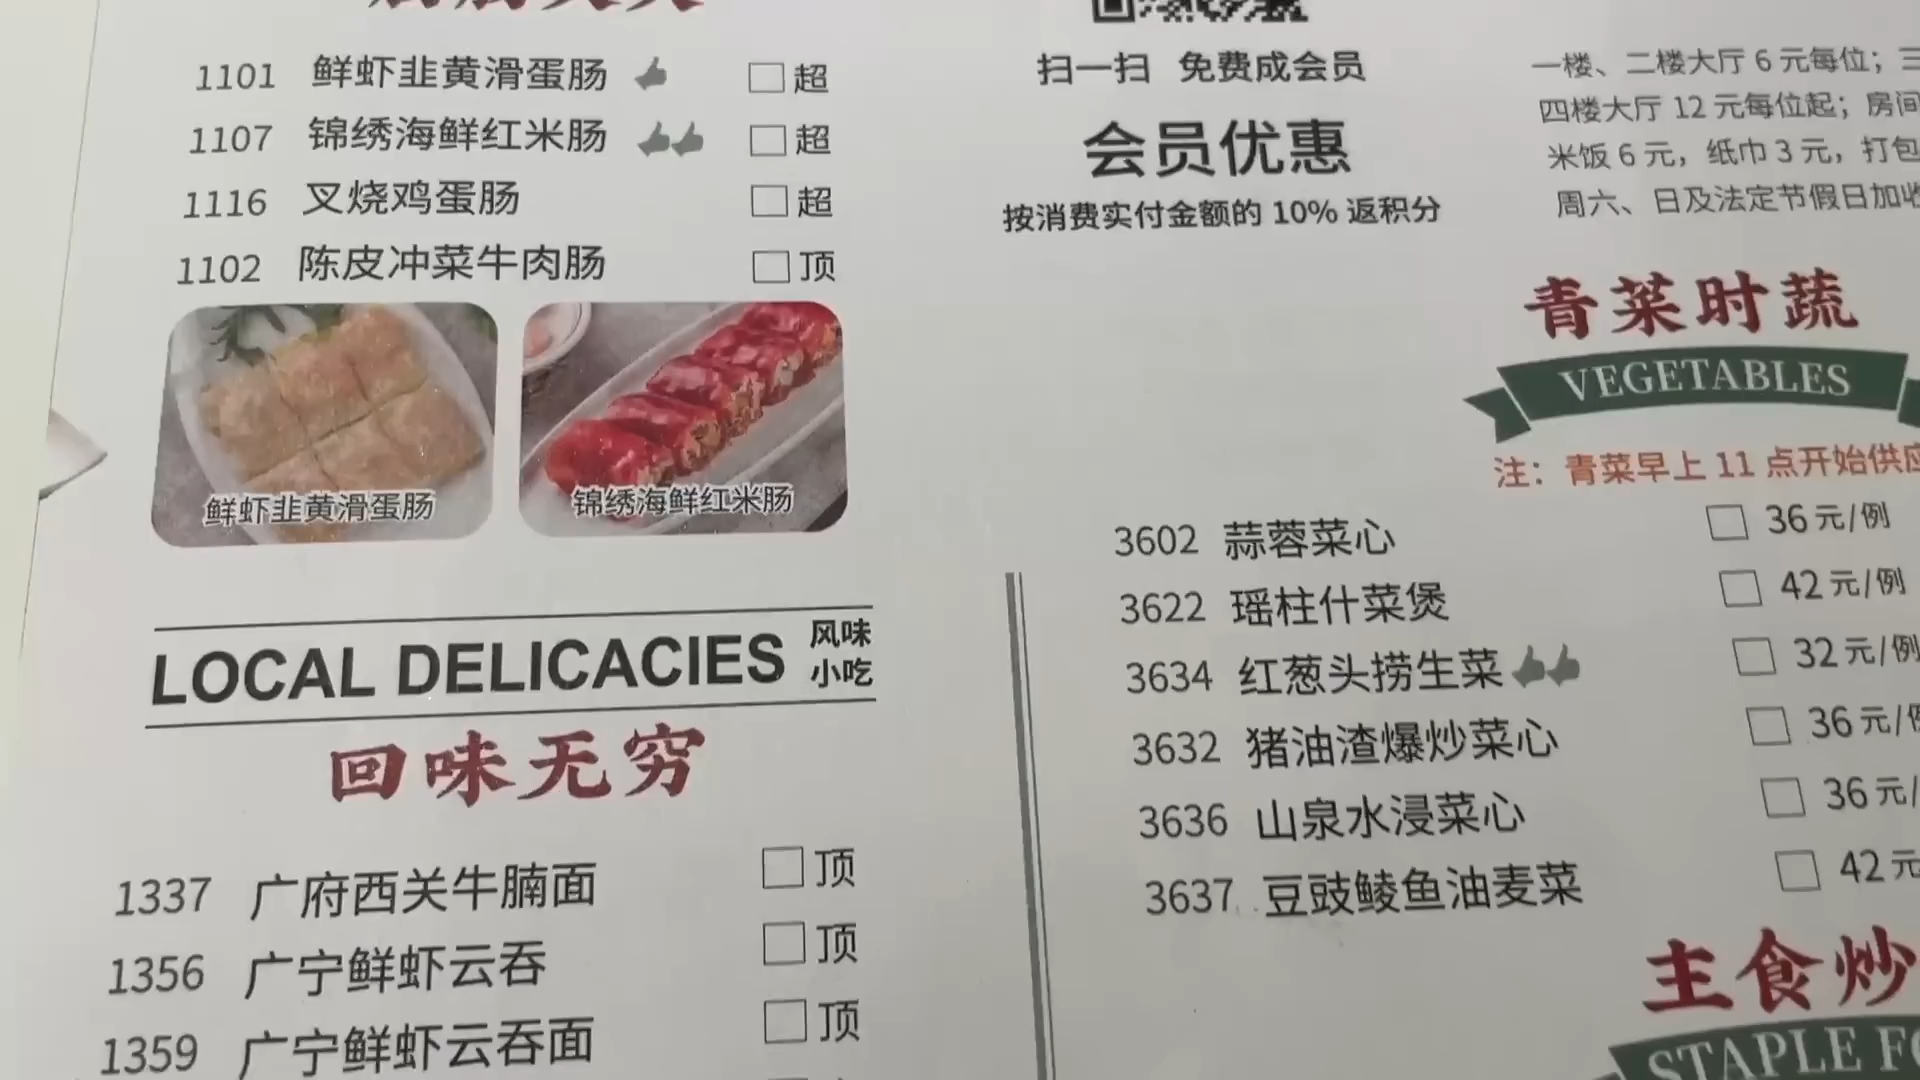 1101 鲜虾韭黄滑蛋肠 超
1107 锦绣海鲜红米肠 超
1116 叉烧鸡蛋肠 超
1102 陈皮冲菜牛肉肠 顶
鲜虾韭黄滑蛋肠
锦绣海鲜红米肠
LOCAL DELICACIES 风味小吃
回味无穷
1337 广府西关牛腩面 顶
1356 广宁鲜虾云吞 顶
1359 广宁鲜虾云吞面 顶
扫一扫 免费成会员
会员优惠
按消费实付金额的 10% 返积分
一楼、二楼大厅 6 元每位；三
四楼大厅 12 元每位起；房间
米饭 6 元，纸巾 3 元，打包
周六、日及法定节假日加收
青菜时蔬
VEGETABLES
注：青菜早上 11 点开始供应
3602 蒜蓉菜心 36 元/例
3622 瑶柱什菜煲 42 元/例
3634 红葱头捞生菜 32 元/例
3632 猪油渣爆炒菜心 36 元/例
3636 山泉水浸菜心 36 元/
3637 豆豉鲮鱼油麦菜 42 元
主食炒
STAPLE FO